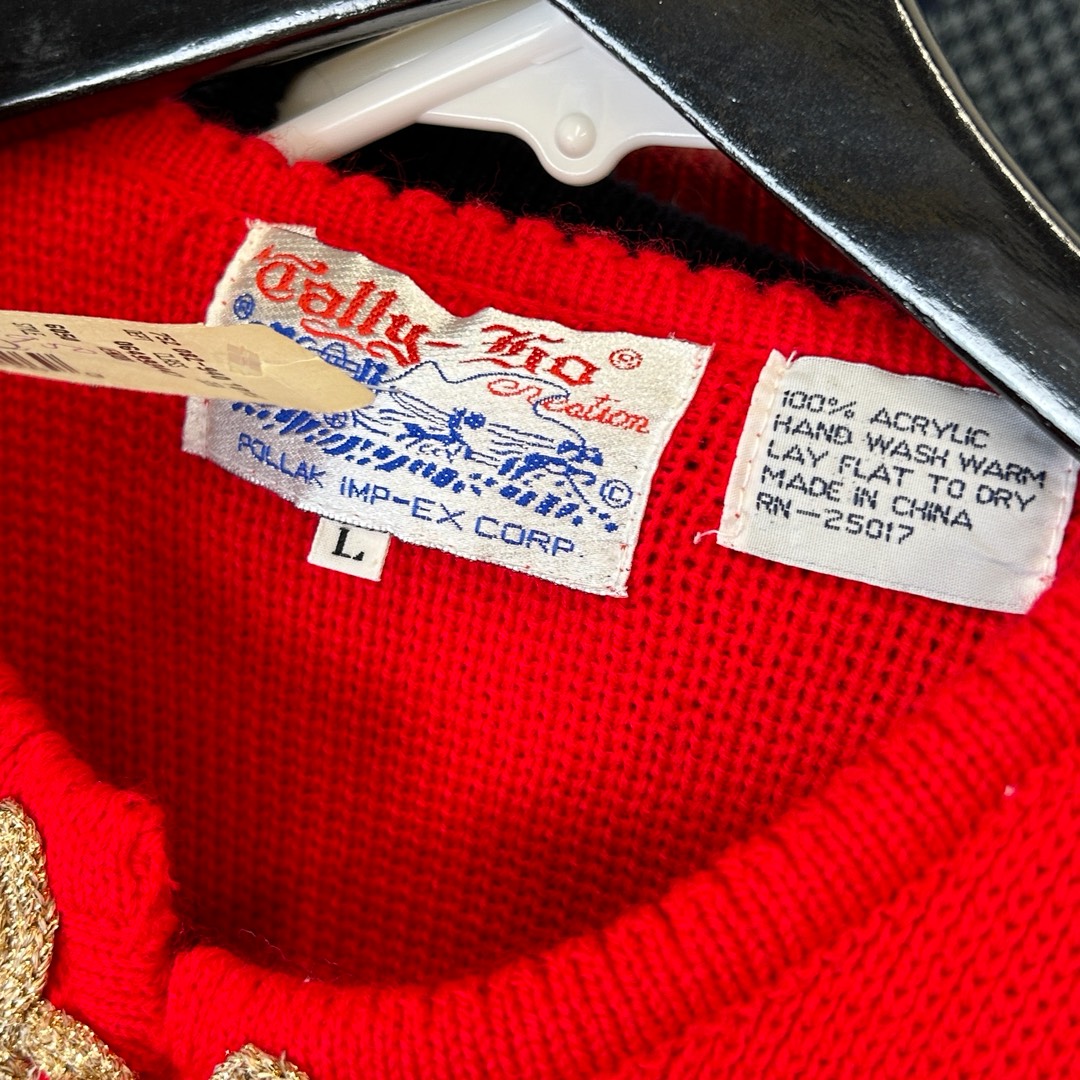 Tally-Ho ®
Creation
®
©
POLLAK IMP-EX CORP.
L
100% ACRYLIC
HAND WASH WARM
LAY FLAT TO DRY
MADE IN CHINA
RN-25017